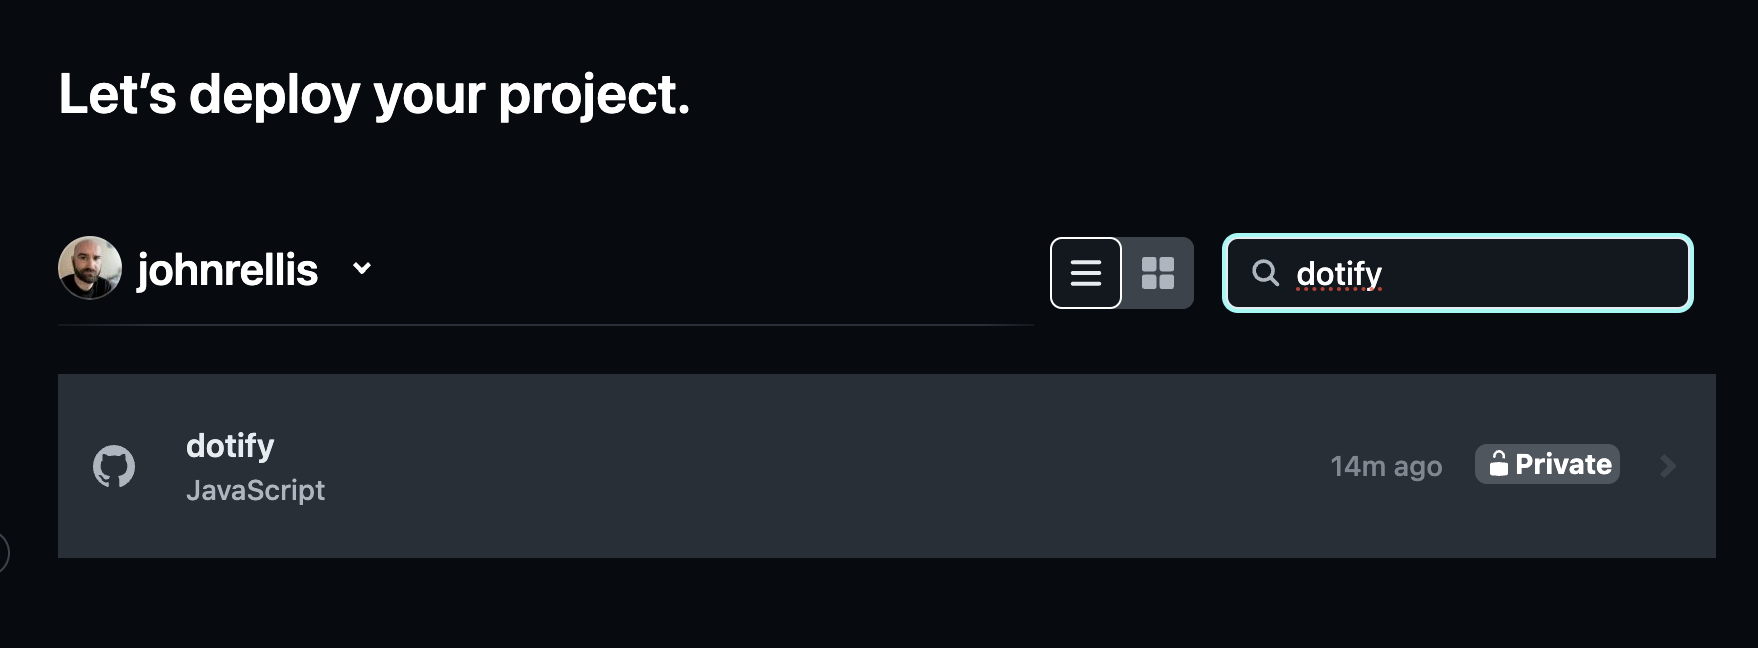 Let's deploy your project.
johnrellis
dotify
dotify
JavaScript
14m ago
Private